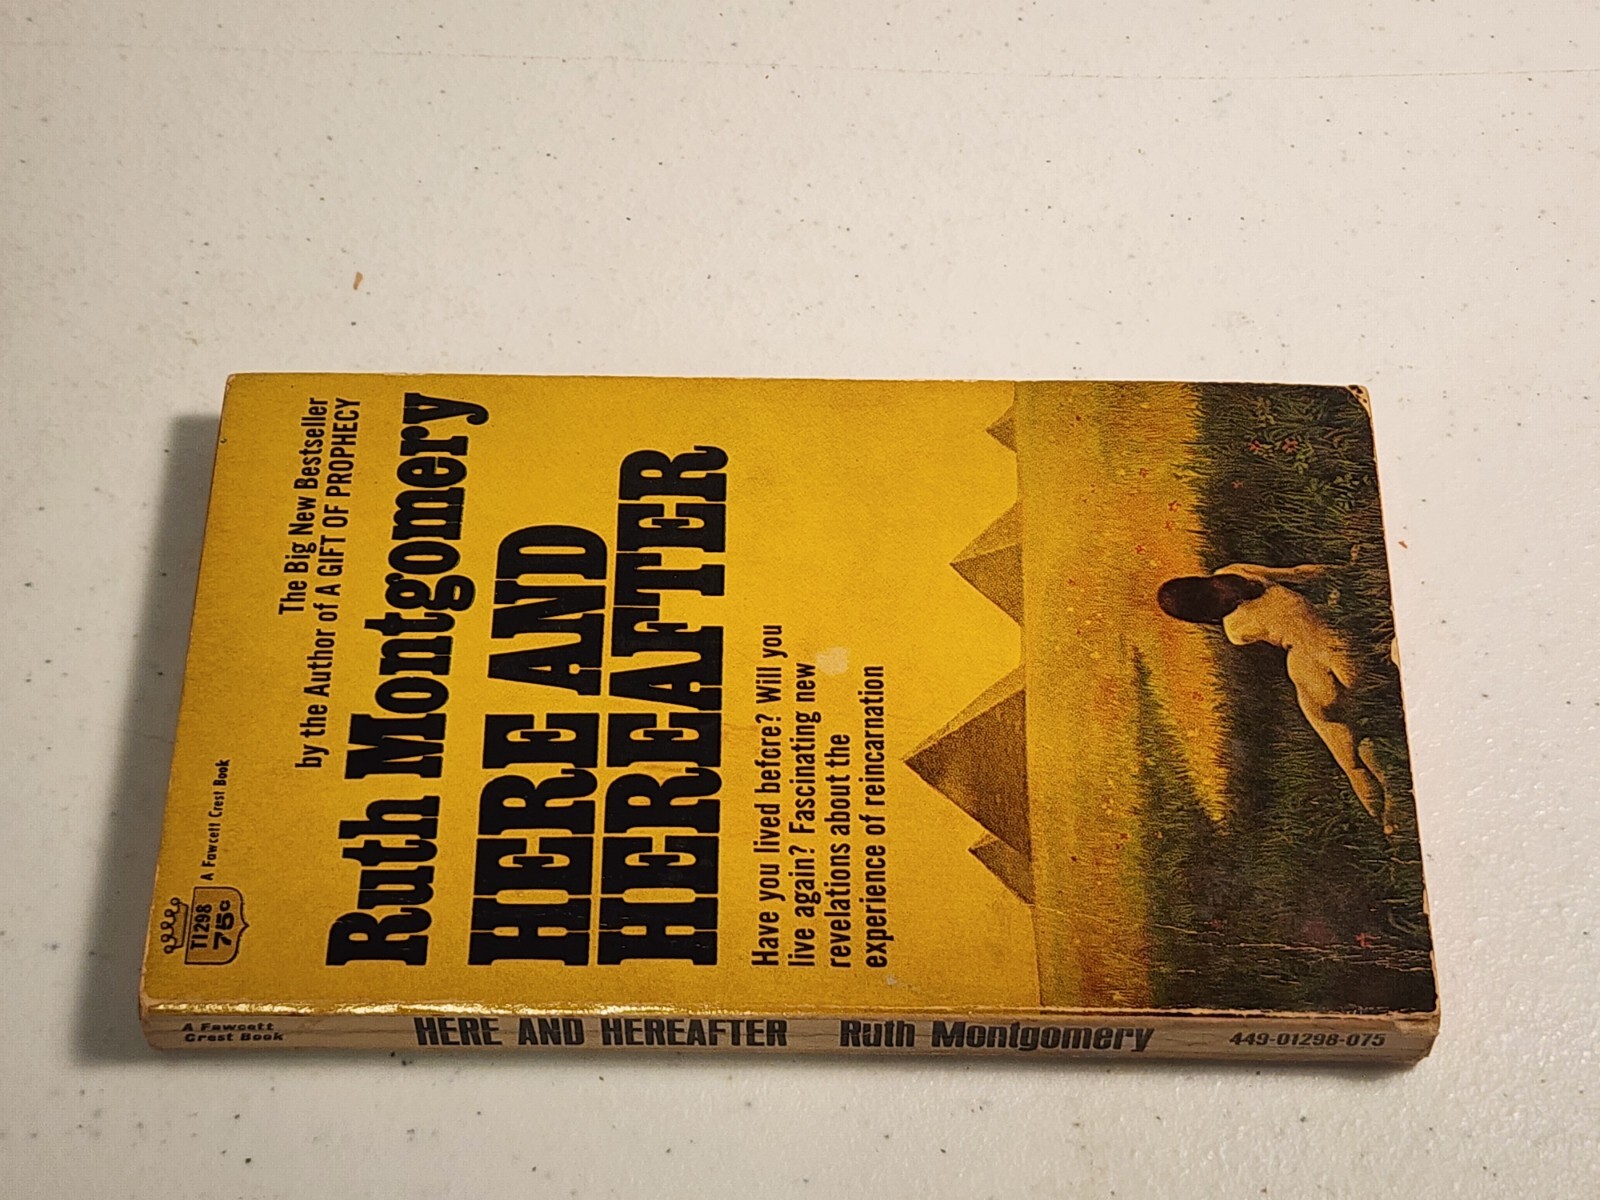 T1298
75¢
A Fawcett Crest Book
The Big New Bestseller
by the Author of A GIFT OF PROPHECY
Ruth Montgomery
HERE AND
HEREAFTER
Have you lived before? Will you
live again? Fascinating new
revelations about the
experience of reincarnation
A Fawcett
Crest Book
HERE AND HEREAFTER
Ruth Montgomery
449-01298-075